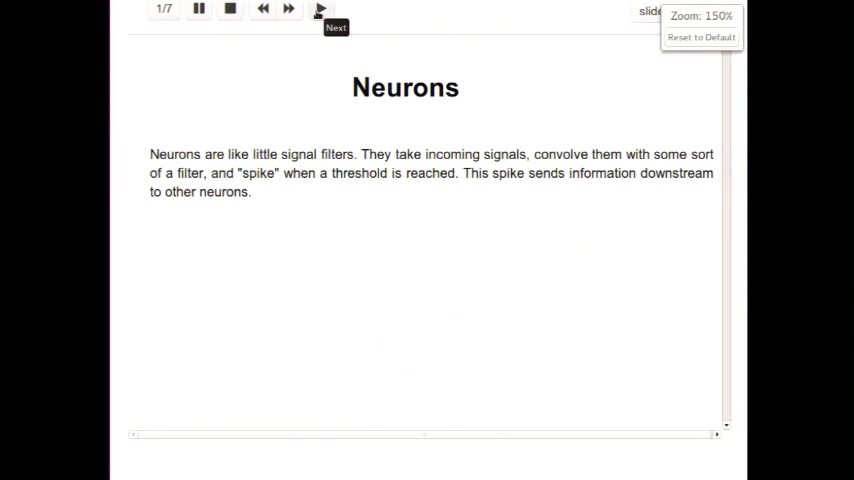 1/7
slide
Zoom: 150%
Next
Reset to Default
Neurons
Neurons are like little signal filters. They take incoming signals, convolve them with some sort
of a filter, and "spike" when a threshold is reached. This spike sends information downstream
to other neurons.